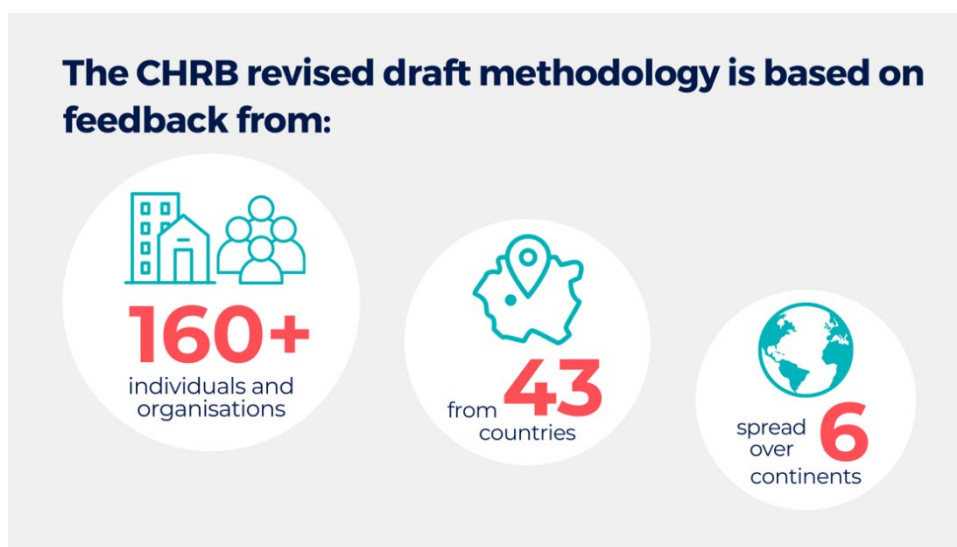 The CHRB revised draft methodology is based on
feedback from:
160+
individuals and
organisations
from 43
countries
spread
over 6
continents